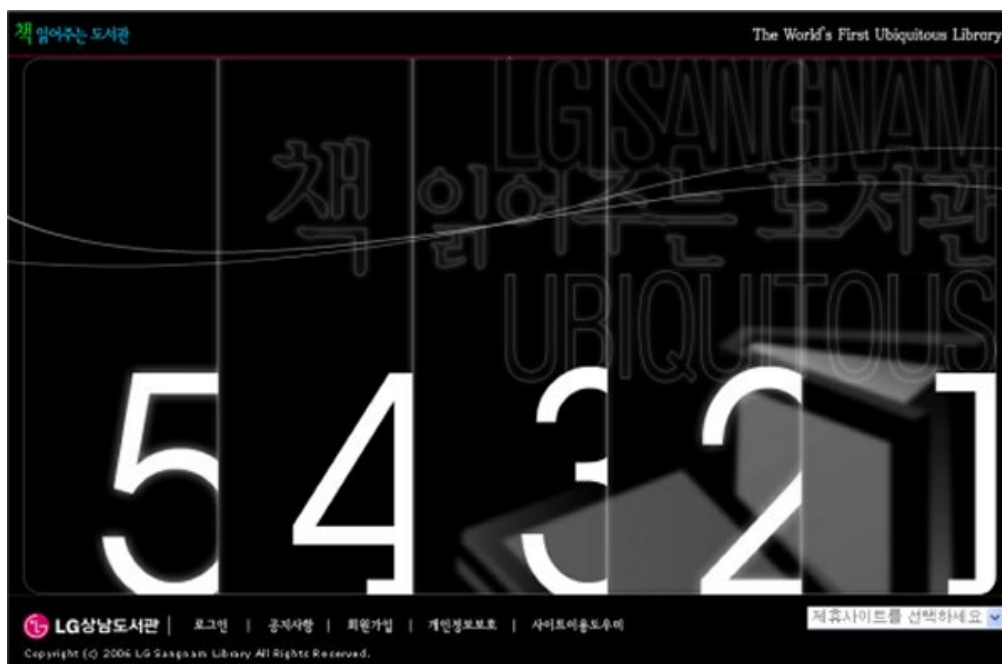 책 읽어주는 도서관
The World's First Ubiquitous Library
LG SANGNAM
책 읽어주는 도서관
UBIQUITOUS
5 4 3 2 1
LG상남도서관 | 로그인 | 공지사항 | 회원가입 | 개인정보보호 | 사이트이용도우미
제휴사이트를 선택하세요
Copyright (c) 2006 LG Sangnam Library All Rights Reserved.